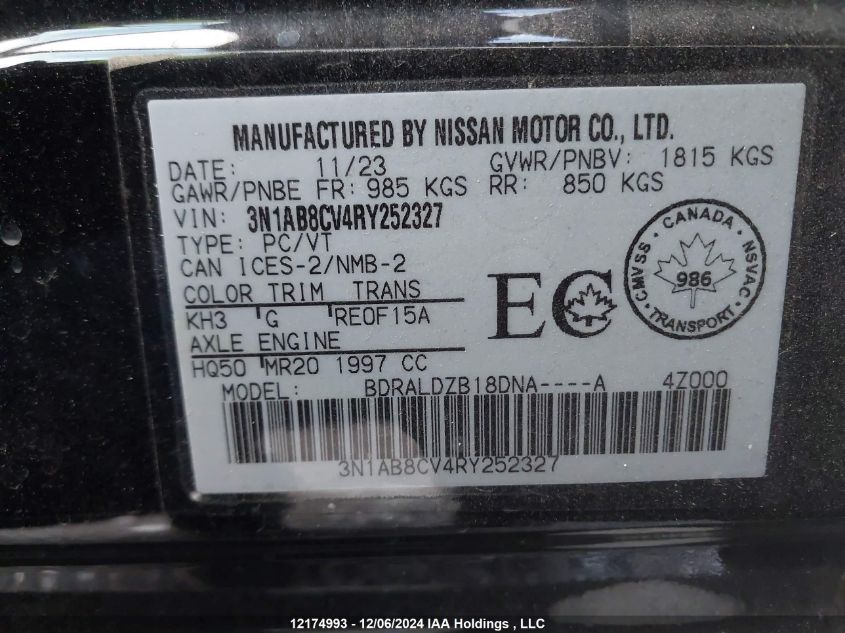 MANUFACTURED BY NISSAN MOTOR CO., LTD.
DATE: 11/23 GVWR/PNBV: 1815 KGS
GAWR/PNBE FR: 985 KGS RR: 850 KGS
VIN: 3N1AB8CV4RY252327
TYPE: PC/VT
CAN ICES-2/NMB-2
COLOR TRIM TRANS
KH3 G RE0F15A
AXLE ENGINE
HQ50 MR20 1997 CC
EC
CANADA
CMVSS NSVAC
986
TRANSPORT
MODEL: BDRALDZB18DNA----A 4Z000
3N1AB8CV4RY252327
12174993 - 12/06/2024 IAA Holdings , LLC